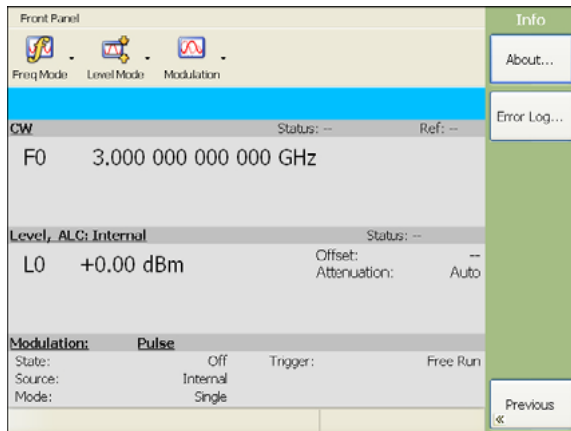 Front Panel
Info
Freq Mode
Level Mode
Modulation
About...
Error Log...
CW Status: -- Ref: --
F0 3.000 000 000 000 GHz
Level, ALC: Internal Status: --
L0 +0.00 dBm
Offset: --
Attenuation: Auto
Modulation: Pulse
State: Off Trigger: Free Run
Source: Internal
Mode: Single
Previous
«